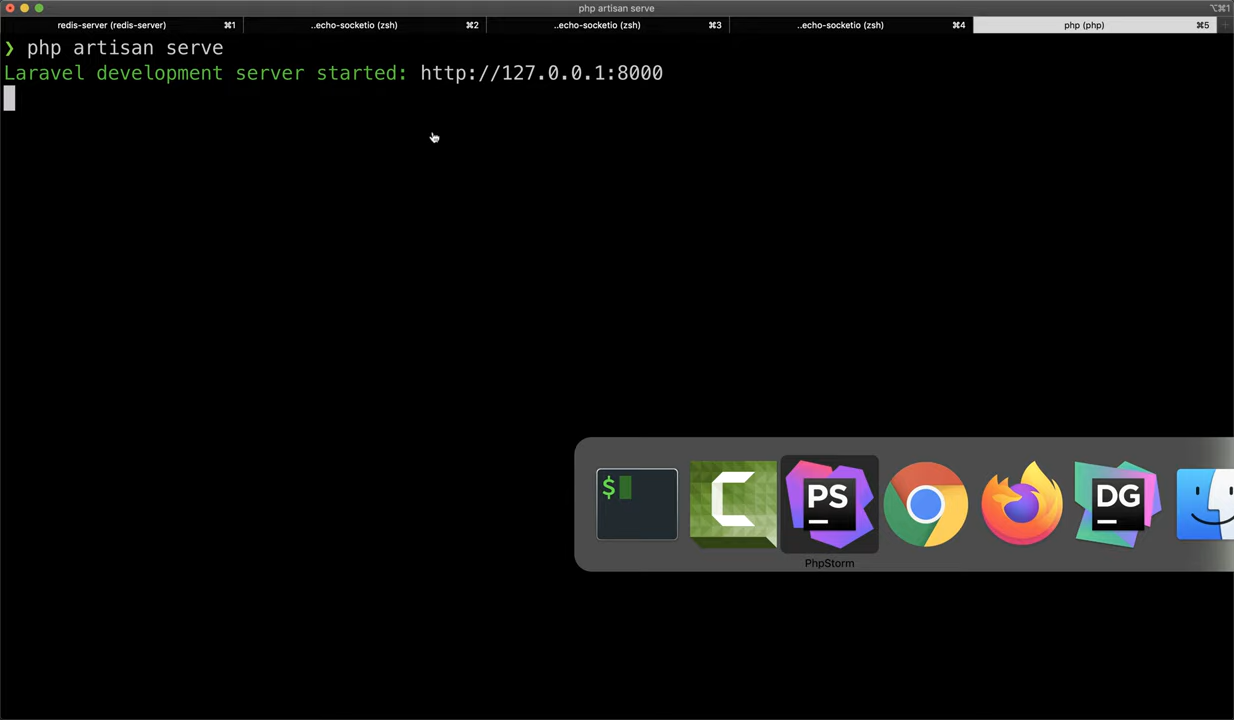 php artisan serve
⌥⌘1
redis-server (redis-server) ⌘1
..echo-socketio (zsh) ⌘2
..echo-socketio (zsh) ⌘3
..echo-socketio (zsh) ⌘4
php (php) ⌘5
❯ php artisan serve
Laravel development server started: http://127.0.0.1:8000
$
PS
DG
PhpStorm